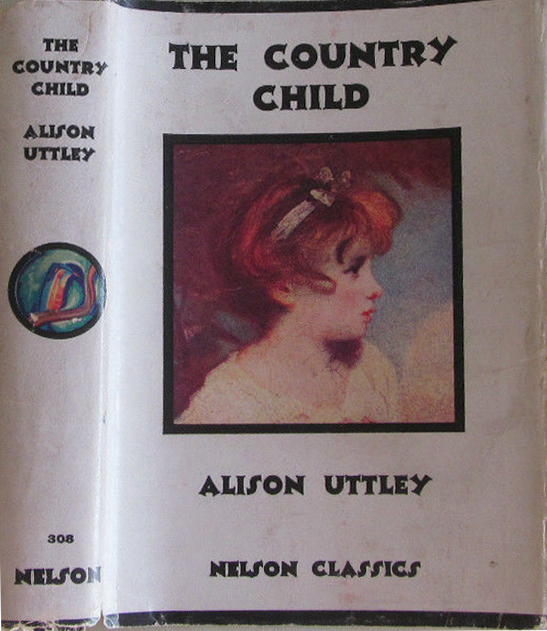 THE
COUNTRY
CHILD
ALISON
UTTLEY
308
NELSON
THE COUNTRY
CHILD
ALISON UTTLEY
NELSON CLASSICS